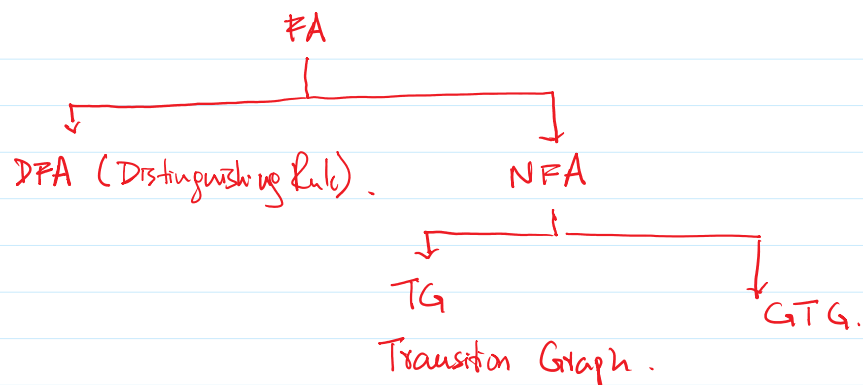 FA
DFA (Distinguishing Rule).
NFA
TG
GTG.
Transition Graph.